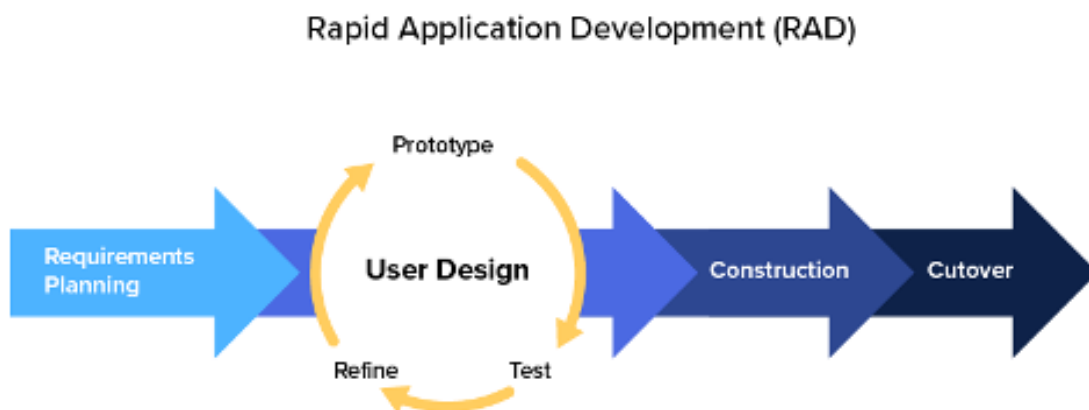 Rapid Application Development (RAD)
Prototype
Requirements
Planning
User Design
Construction
Cutover
Refine
Test